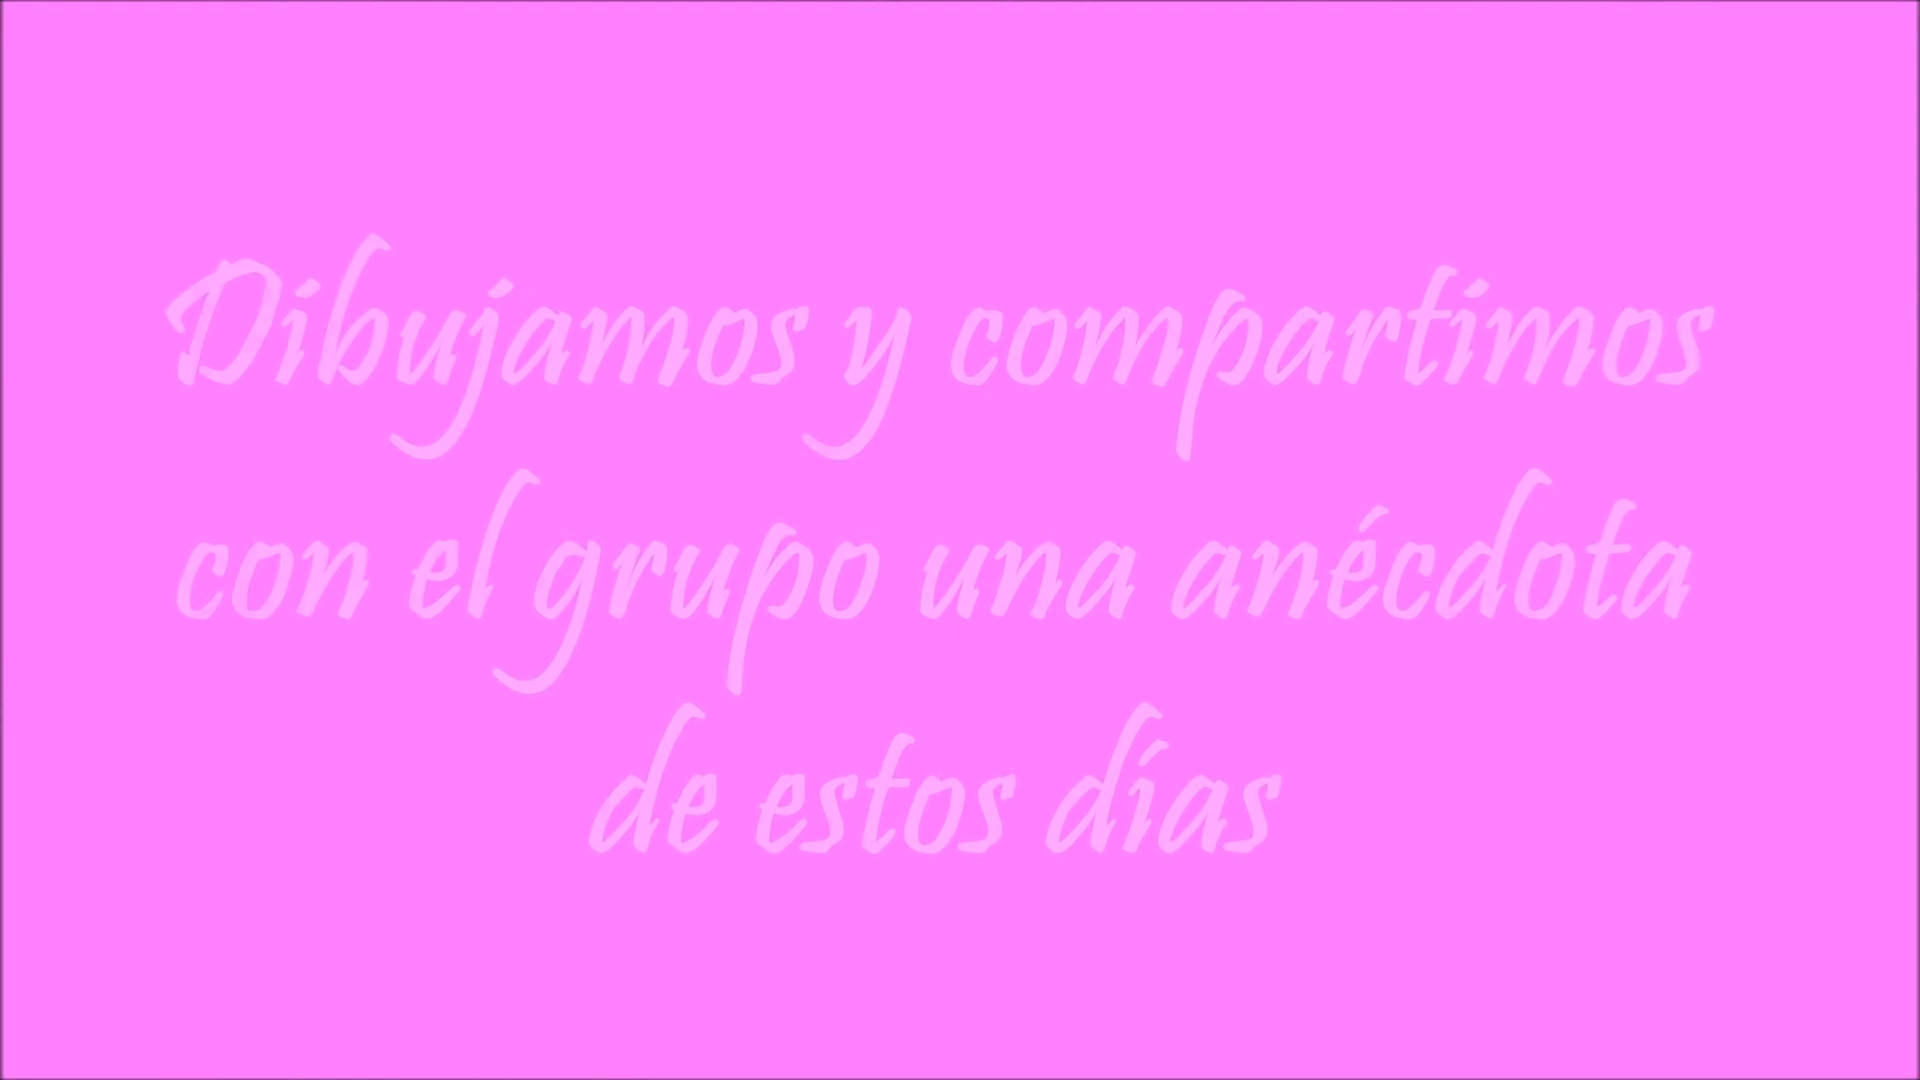 Dibujamos y compartimos
con el grupo una anécdota
de estos días